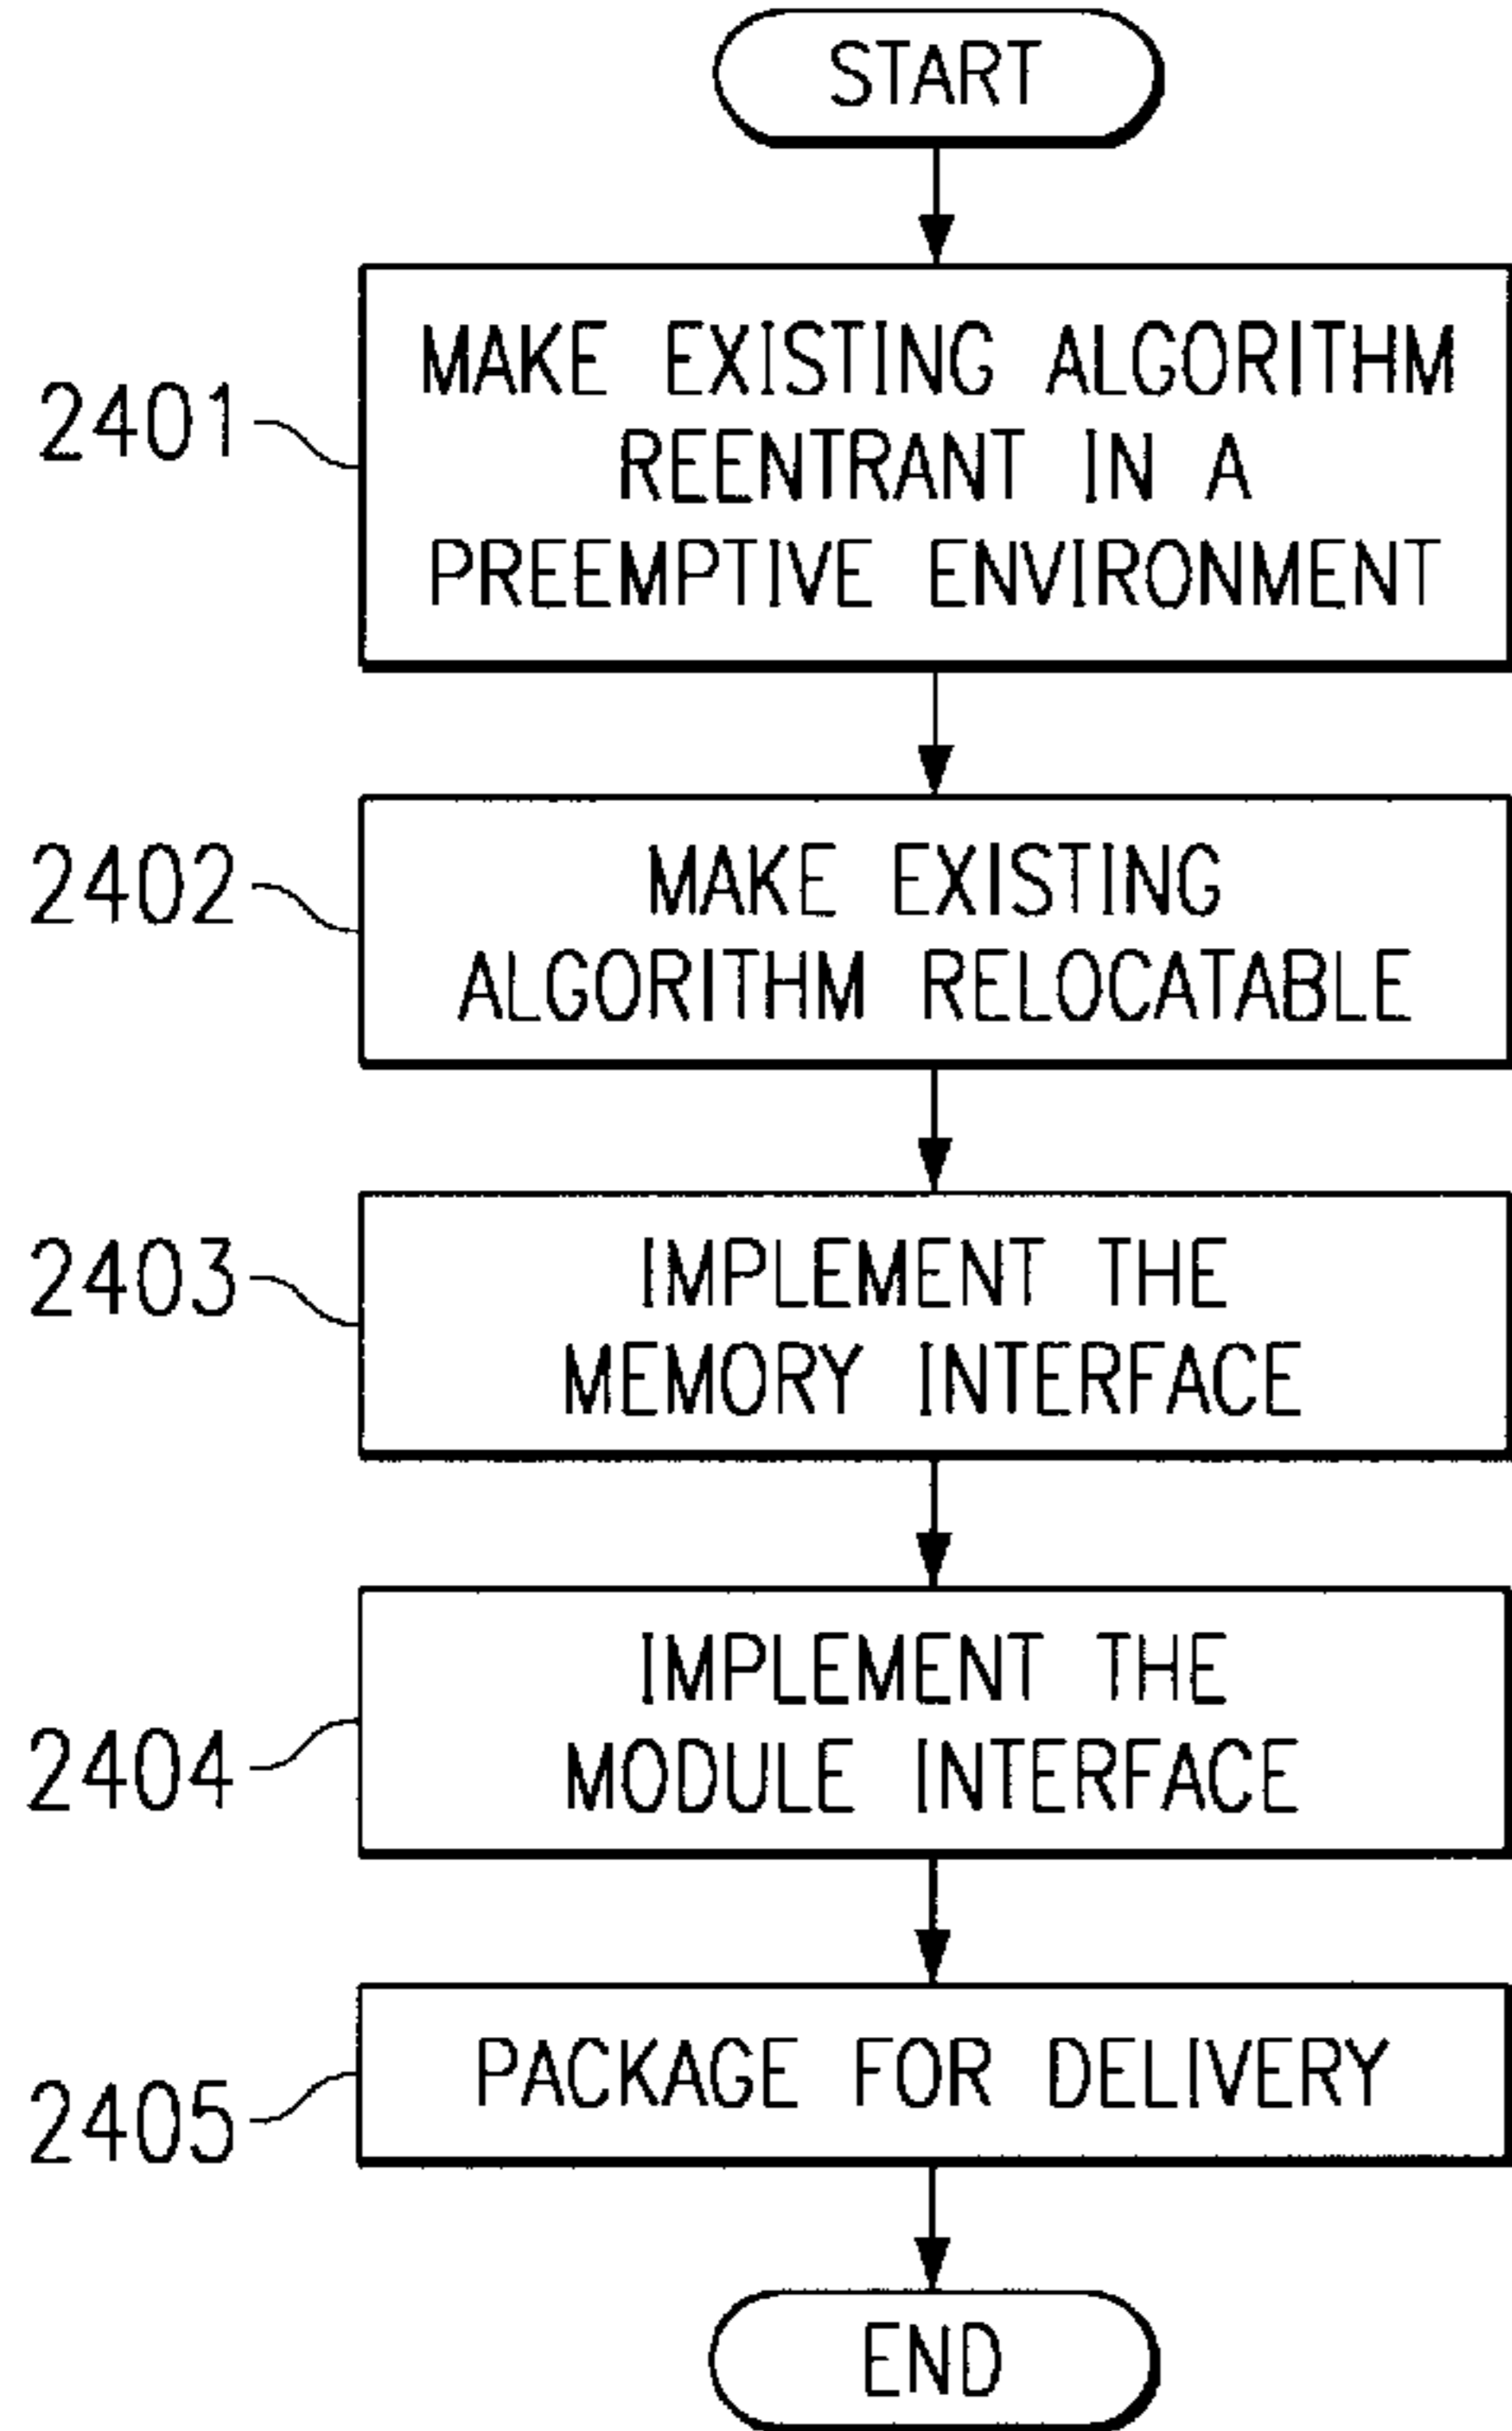 START
2401
MAKE EXISTING ALGORITHM
REENTRANT IN A
PREEMPTIVE ENVIRONMENT
2402
MAKE EXISTING
ALGORITHM RELOCATABLE
2403
IMPLEMENT THE
MEMORY INTERFACE
2404
IMPLEMENT THE
MODULE INTERFACE
2405
PACKAGE FOR DELIVERY
END